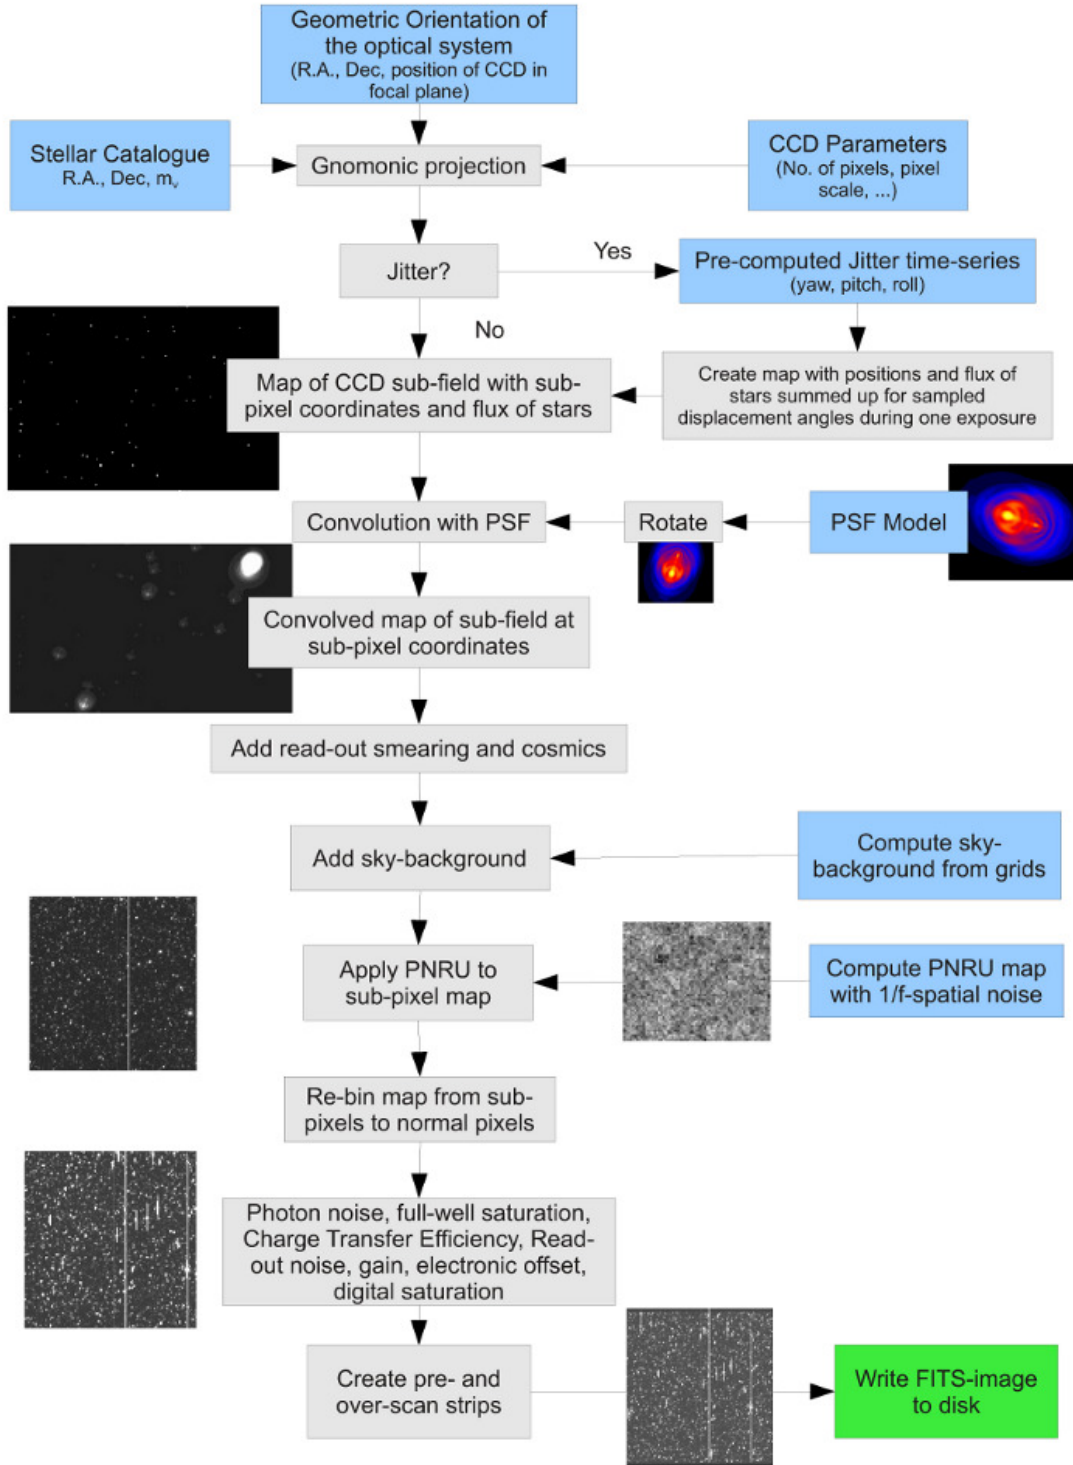 Geometric Orientation of
the optical system
(R.A., Dec, position of CCD in
focal plane)
Stellar Catalogue
R.A., Dec, mᵥ
Gnomonic projection
CCD Parameters
(No. of pixels, pixel
scale, ...)
Jitter?
Yes
Pre-computed Jitter time-series
(yaw, pitch, roll)
No
Map of CCD sub-field with sub-
pixel coordinates and flux of stars
Create map with positions and flux of
stars summed up for sampled
displacement angles during one exposure
Convolution with PSF
Rotate
PSF Model
Convolved map of sub-field at
sub-pixel coordinates
Add read-out smearing and cosmics
Add sky-background
Compute sky-
background from grids
Apply PNRU to
sub-pixel map
Compute PNRU map
with 1/f-spatial noise
Re-bin map from sub-
pixels to normal pixels
Photon noise, full-well saturation,
Charge Transfer Efficiency, Read-
out noise, gain, electronic offset,
digital saturation
Create pre- and
over-scan strips
Write FITS-image
to disk